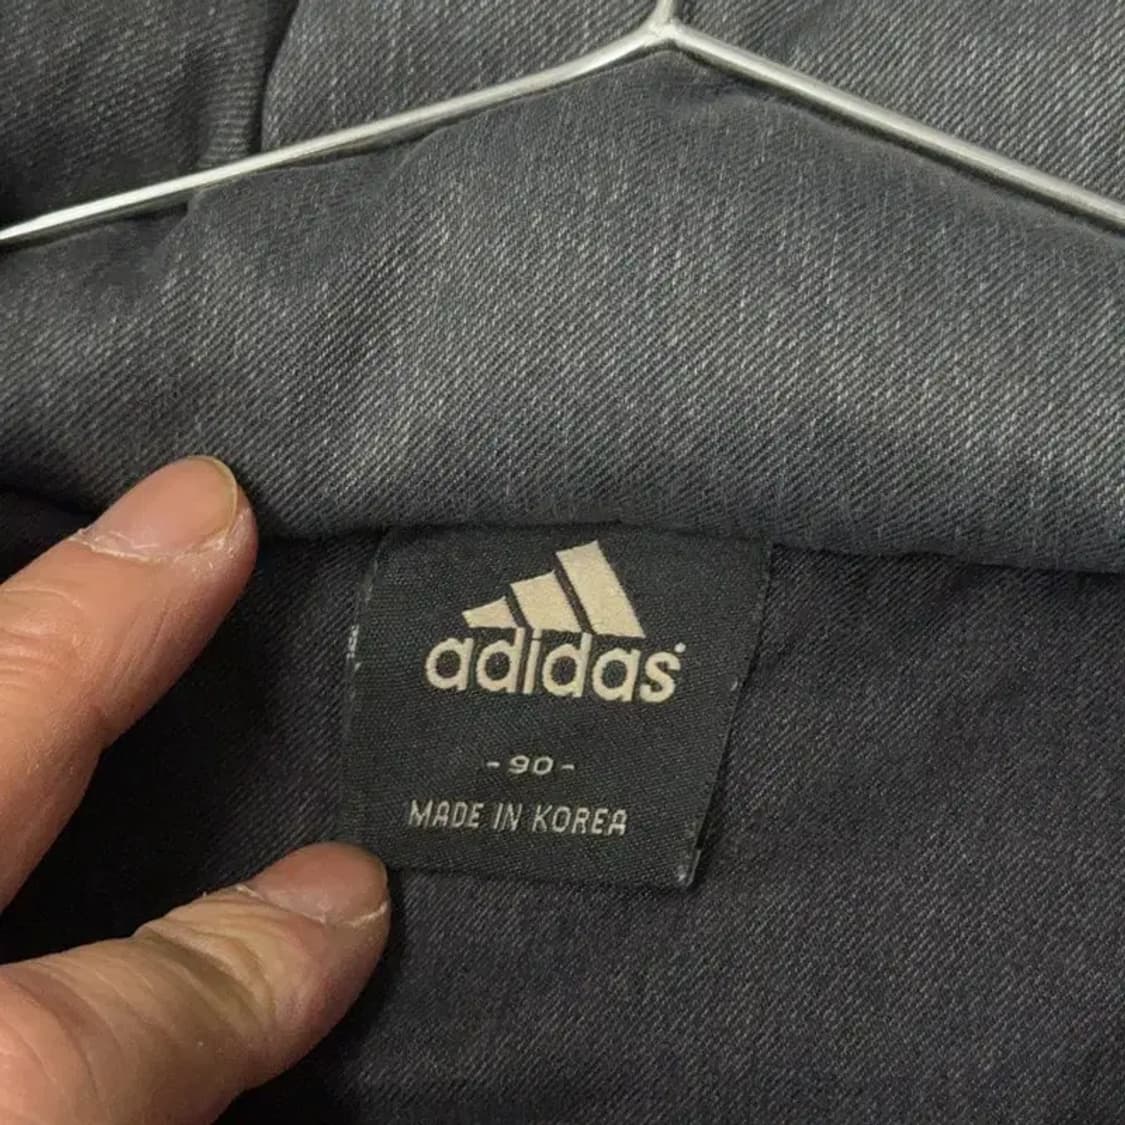 adidas
- 90 -
MADE IN KOREA